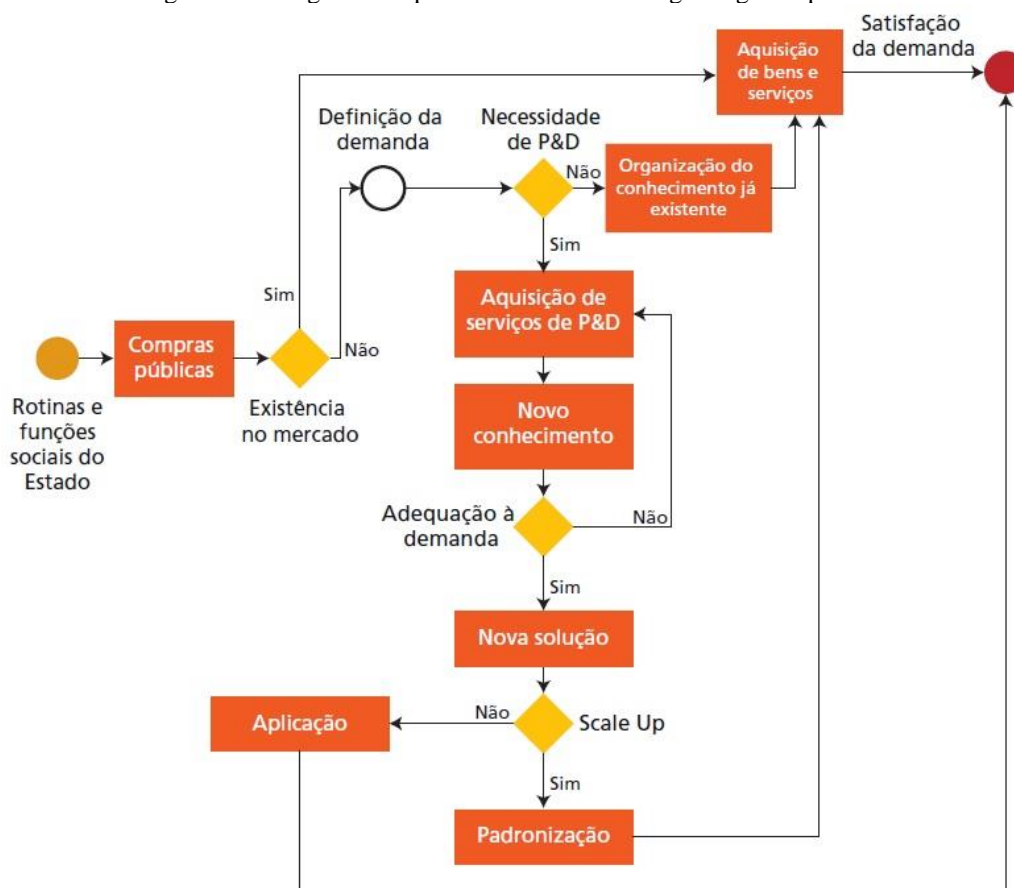 Satisfação
da demanda
Aquisição
de bens e
serviços
Definição da
demanda
Necessidade
de P&D
Não
Organização do
conhecimento já
existente
Sim
Sim
Aquisição de
serviços de P&D
Compras
públicas
Não
Rotinas e
funções
sociais do
Estado
Existência
no mercado
Novo
conhecimento
Adequação à
demanda
Não
Sim
Nova solução
Aplicação
Não
Scale Up
Sim
Padronização